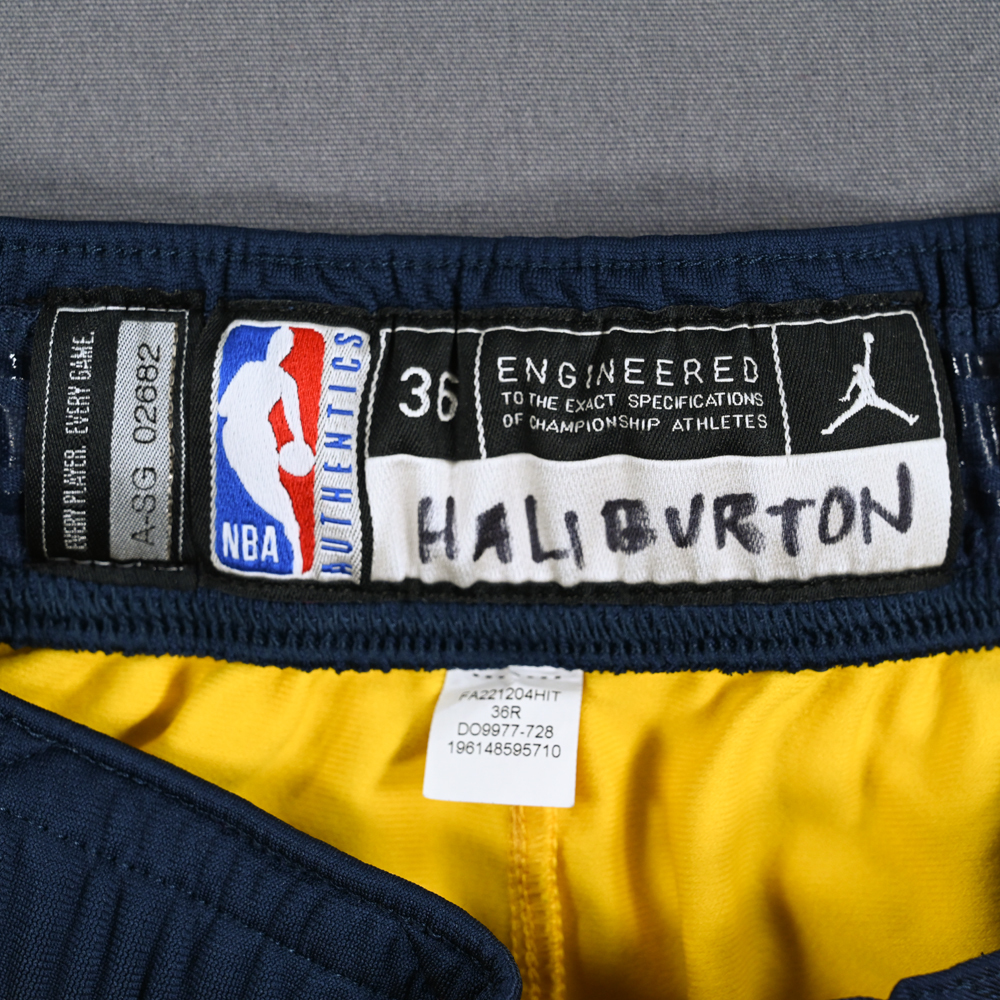 EVERY PLAYER. EVERY GAME.
A-SG 02682
NBA
AUTHENTICS
36
ENGINEERED
TO THE EXACT SPECIFICATIONS
OF CHAMPIONSHIP ATHLETES
HALIBURTON
FA221204HIT
36R
DO9977-728
196148595710